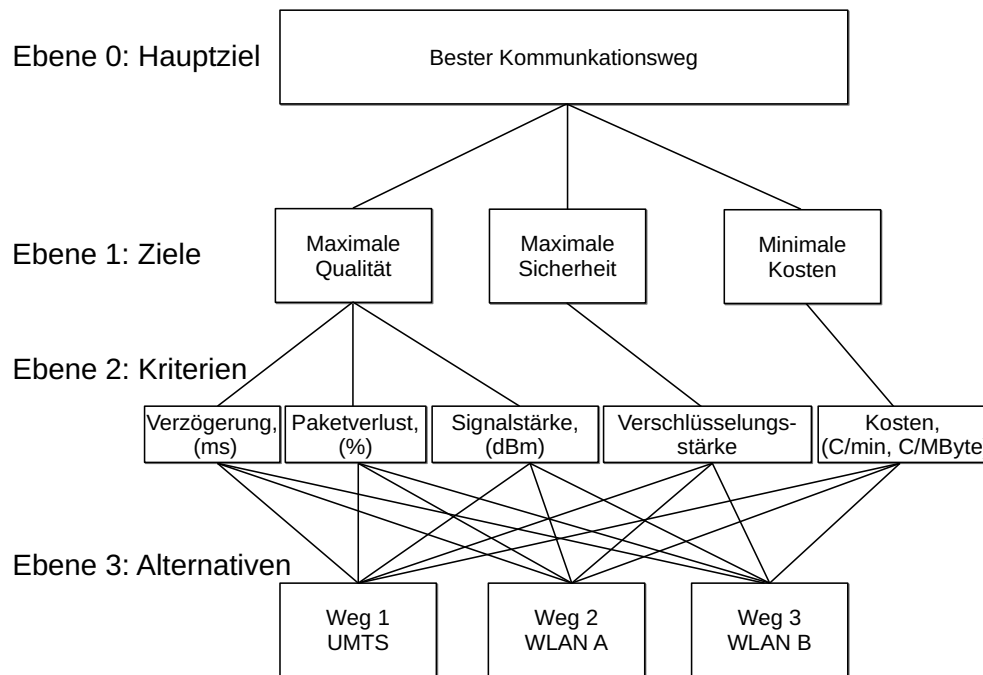 Ebene 0: Hauptziel
Bester Kommunkationsweg
Ebene 1: Ziele
Maximale
Qualität
Maximale
Sicherheit
Minimale
Kosten
Ebene 2: Kriterien
Verzögerung,
(ms)
Paketverlust,
(%)
Signalstärke,
(dBm)
Verschlüsselungs-
stärke
Kosten,
(C/min, C/MByte
Ebene 3: Alternativen
Weg 1
UMTS
Weg 2
WLAN A
Weg 3
WLAN B